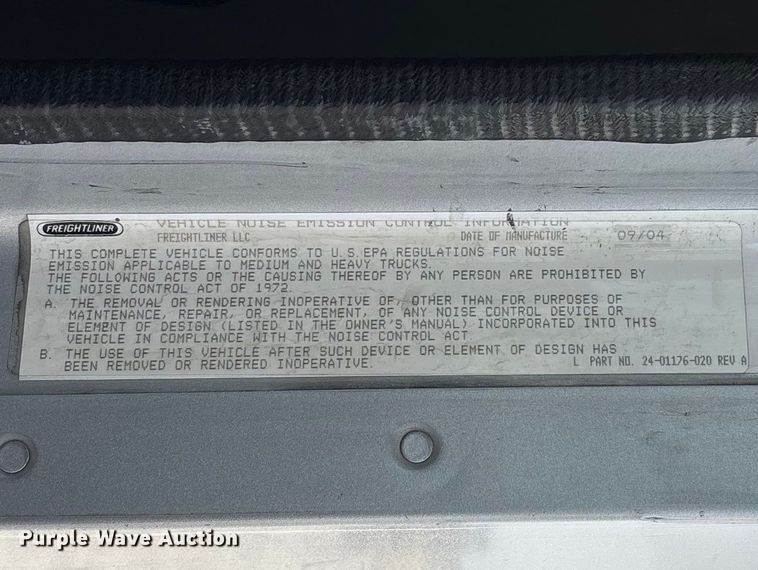 FREIGHTLINER
VEHICLE NOISE EMISSION CONTROL INFORMATION
FREIGHTLINER LLC DATE OF MANUFACTURE 09/04
THIS COMPLETE VEHICLE CONFORMS TO U.S.EPA REGULATIONS FOR NOISE
EMISSION APPLICABLE TO MEDIUM AND HEAVY TRUCKS.
THE FOLLOWING ACTS OR THE CAUSING THEREOF BY ANY PERSON ARE PROHIBITED BY
THE NOISE CONTROL ACT OF 1972.
A. THE REMOVAL OR RENDERING INOPERATIVE OF, OTHER THAN FOR PURPOSES OF
MAINTENANCE, REPAIR, OR REPLACEMENT, OF ANY NOISE CONTROL DEVICE OR
ELEMENT OF DESIGN (LISTED IN THE OWNER'S MANUAL) INCORPORATED INTO THIS
VEHICLE IN COMPLIANCE WITH THE NOISE CONTROL ACT
B. THE USE OF THIS VEHICLE AFTER SUCH DEVICE OR ELEMENT OF DESIGN HAS
BEEN REMOVED OR RENDERED INOPERATIVE.
L PART NO. 24-01176-020 REV A
Purple Wave Auction
Purple Wave Auction